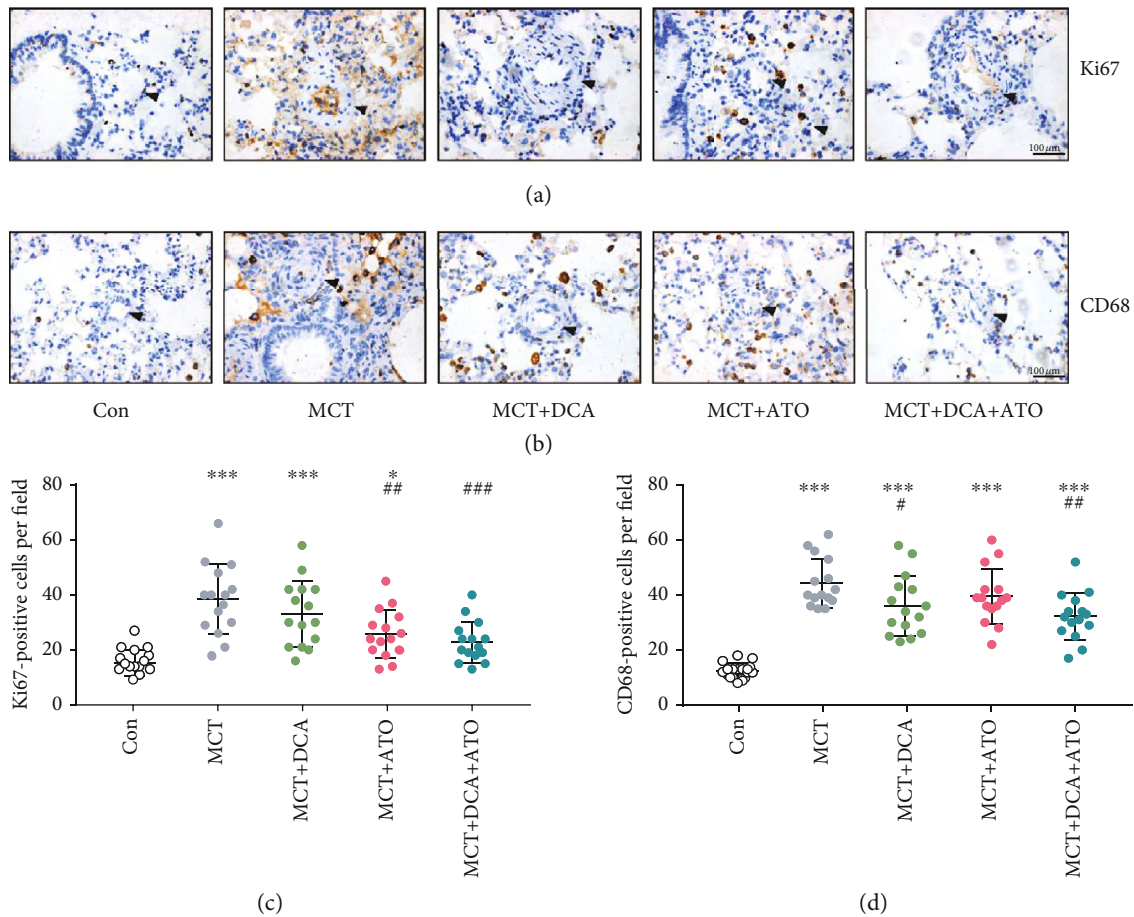 Ki67
100 μm
(a)
CD68
100 μm
Con MCT MCT+DCA MCT+ATO MCT+DCA+ATO
(b)
Ki67-positive cells per field
80
60
40
20
0
*** *** *
## ###
Con
MCT
MCT+DCA
MCT+ATO
MCT+DCA+ATO
(c)
CD68-positive cells per field
80
60
40
20
0
*** *** *** ***
# ##
Con
MCT
MCT+DCA
MCT+ATO
MCT+DCA+ATO
(d)